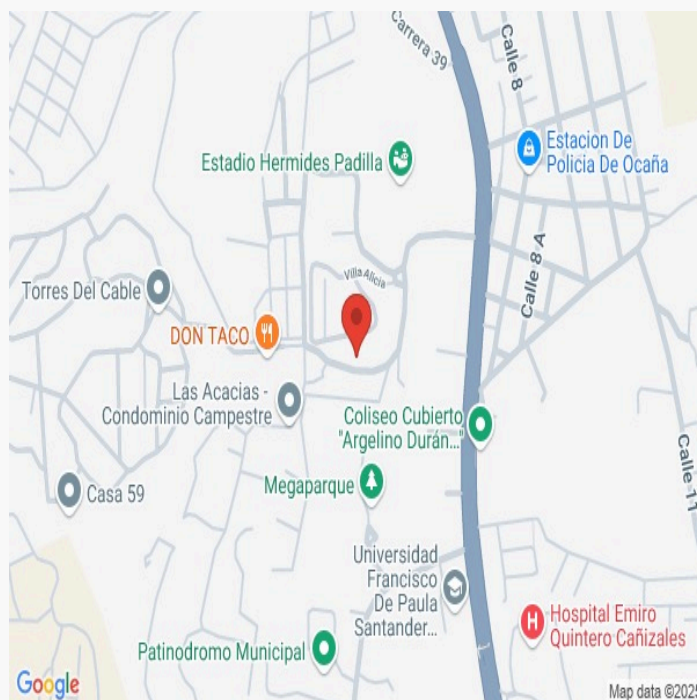 Carrera 39
Calle 8
Estadio Hermides Padilla
Estacion De
Policia De Ocaña
Villa Alicia
Torres Del Cable
Calle 8 A
DON TACO
Las Acacias -
Condominio Campestre
Coliseo Cubierto
"Argelino Durán..."
Calle 11
Megaparque
Casa 59
Universidad
Francisco
De Paula
Santander...
Hospital Emiro
Quintero Cañizales
H
Patinodromo Municipal
Google
Map data ©2025